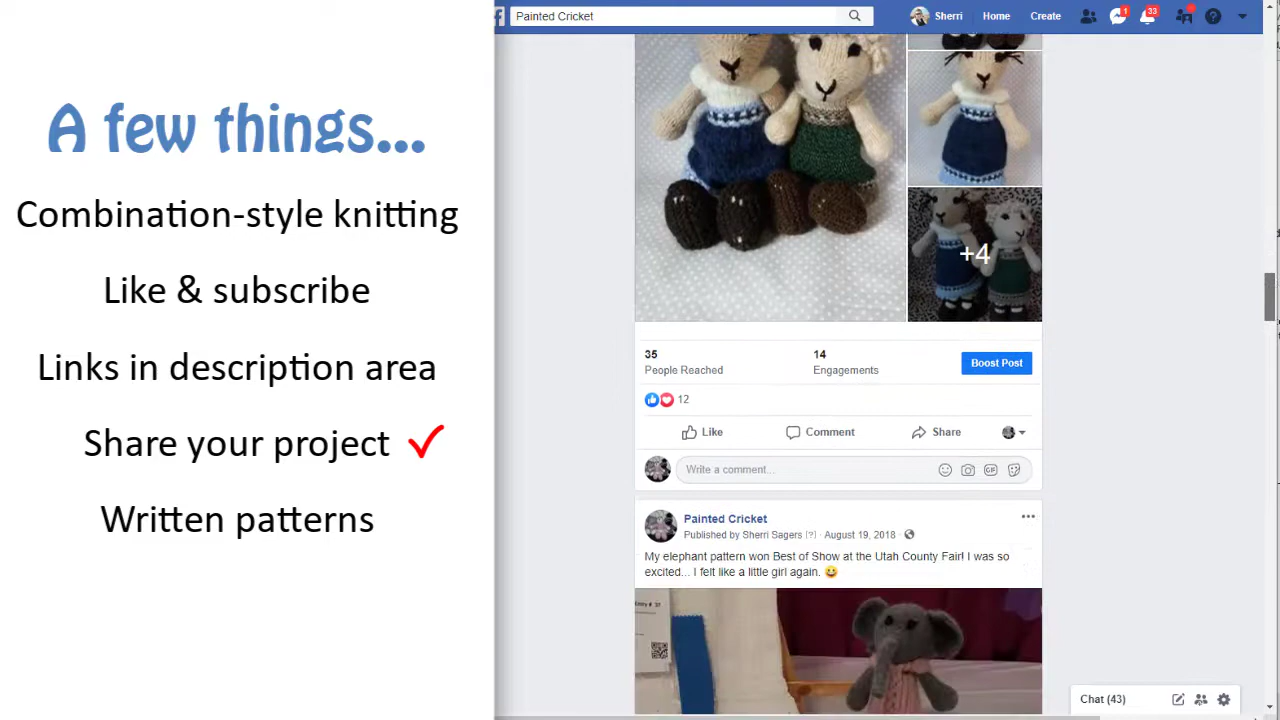 A few things...
Combination-style knitting
Like & subscribe
Links in description area
Share your project
Written patterns
Painted Cricket
Sherri
Home
Create
1
33
+4
35
People Reached
14
Engagements
Boost Post
12
Like
Comment
Share
Write a comment...
GIF
Painted Cricket
Published by Sherri Sagers [?] · August 19, 2018 ·
My elephant pattern won Best of Show at the Utah County Fair! I was so
excited... I felt like a little girl again.
Chat (43)